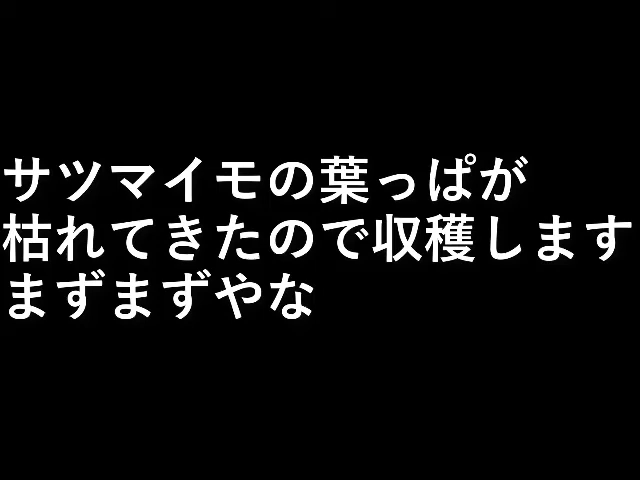 サツマイモの葉っぱが
枯れてきたので収穫します
まずまずやな